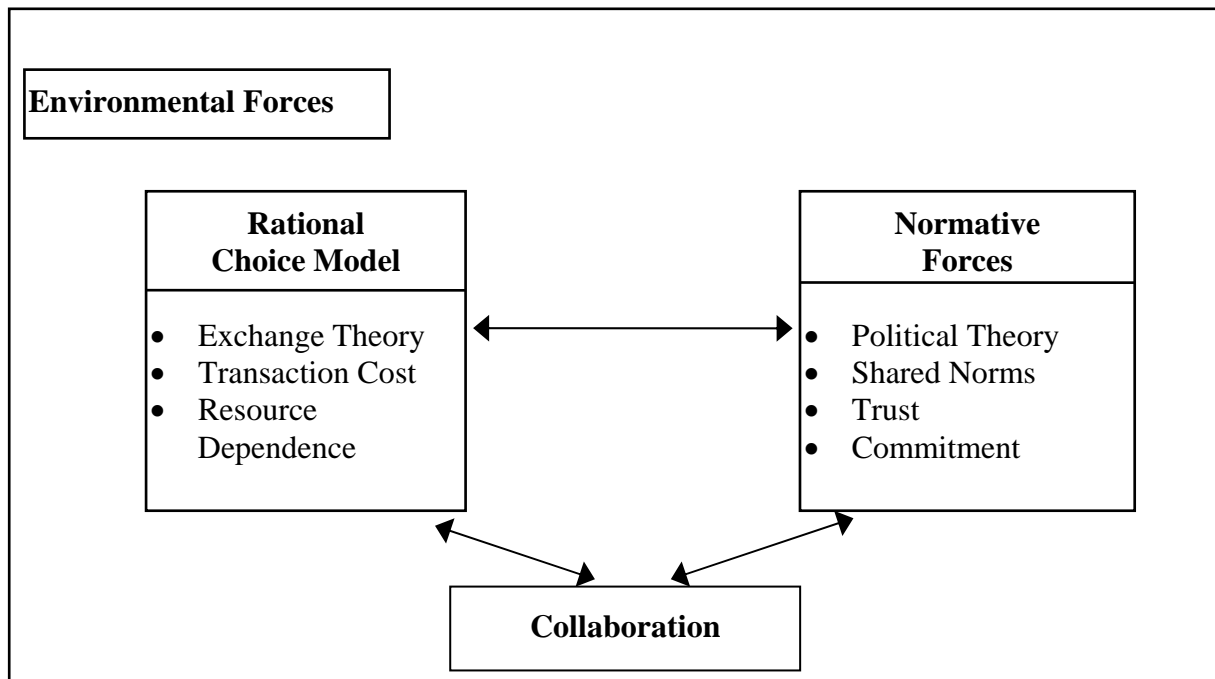 Environmental Forces
Rational
Choice Model
• Exchange Theory
• Transaction Cost
• Resource
Dependence
Normative
Forces
• Political Theory
• Shared Norms
• Trust
• Commitment
Collaboration